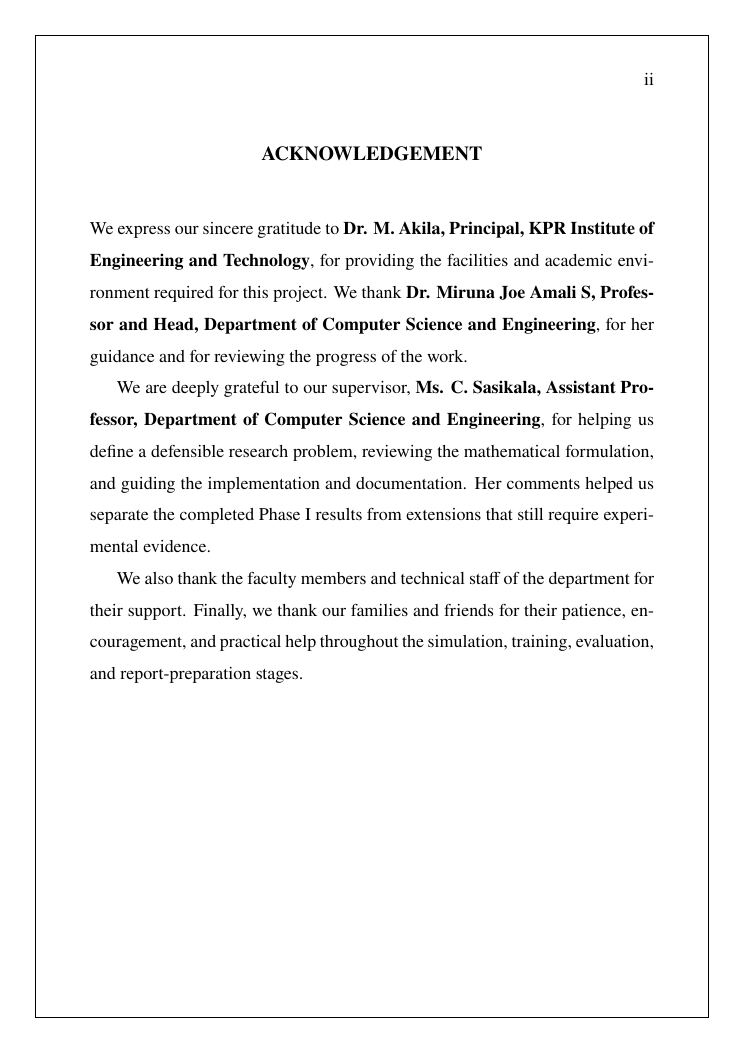 ii
ACKNOWLEDGEMENT
We express our sincere gratitude to Dr. M. Akila, Principal, KPR Institute of
Engineering and Technology, for providing the facilities and academic envi-
ronment required for this project. We thank Dr. Miruna Joe Amali S, Profes-
sor and Head, Department of Computer Science and Engineering, for her
guidance and for reviewing the progress of the work.
We are deeply grateful to our supervisor, Ms. C. Sasikala, Assistant Pro-
fessor, Department of Computer Science and Engineering, for helping us
define a defensible research problem, reviewing the mathematical formulation,
and guiding the implementation and documentation. Her comments helped us
separate the completed Phase I results from extensions that still require experi-
mental evidence.
We also thank the faculty members and technical staff of the department for
their support. Finally, we thank our families and friends for their patience, en-
couragement, and practical help throughout the simulation, training, evaluation,
and report-preparation stages.